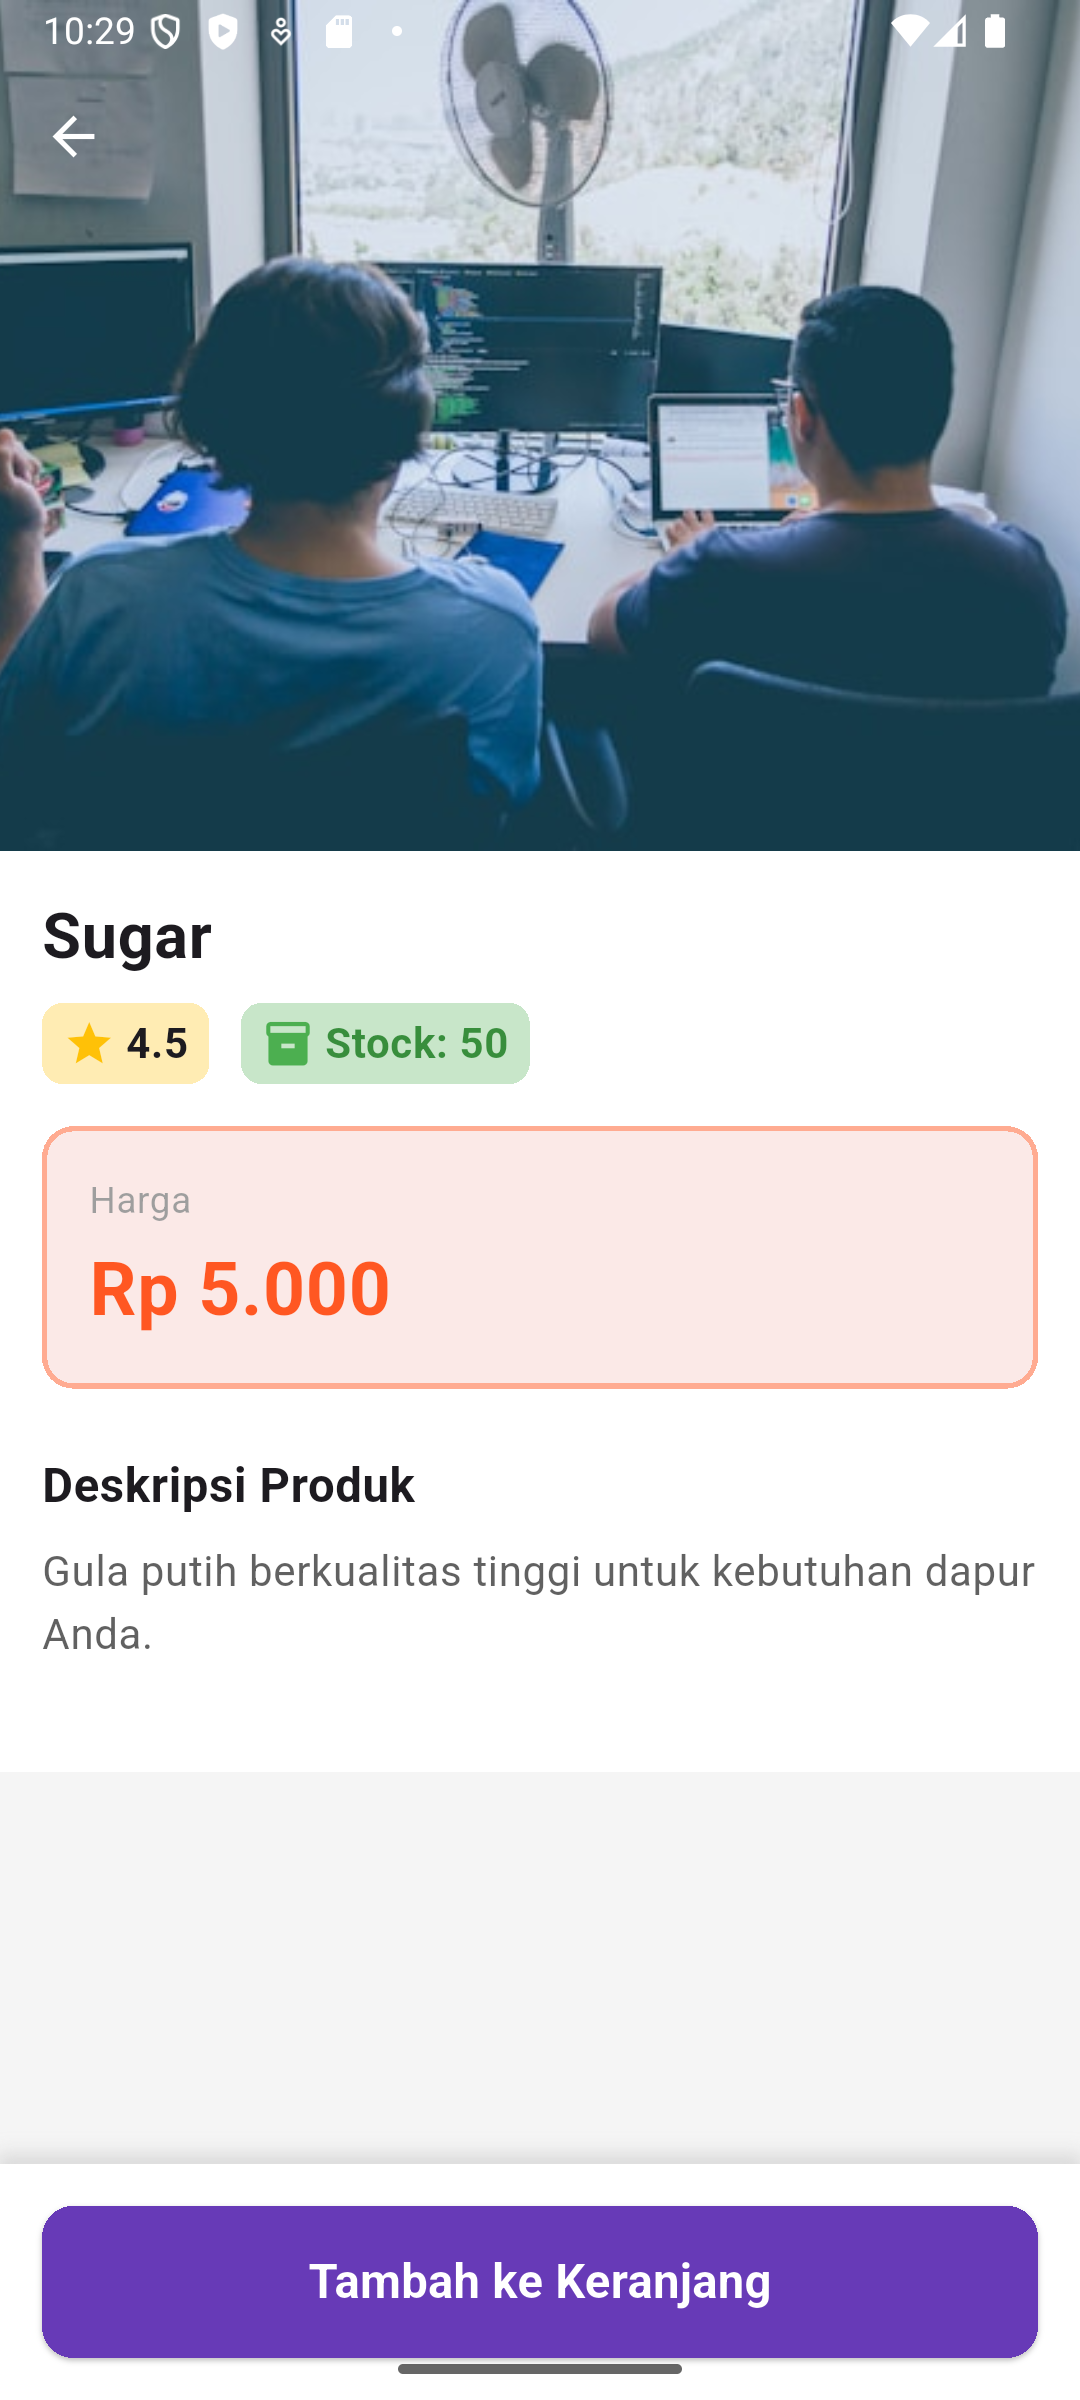 10:29
Sugar
4.5
Stock: 50
Harga
Rp 5.000
Deskripsi Produk
Gula putih berkualitas tinggi untuk kebutuhan dapur
Anda.
Tambah ke Keranjang